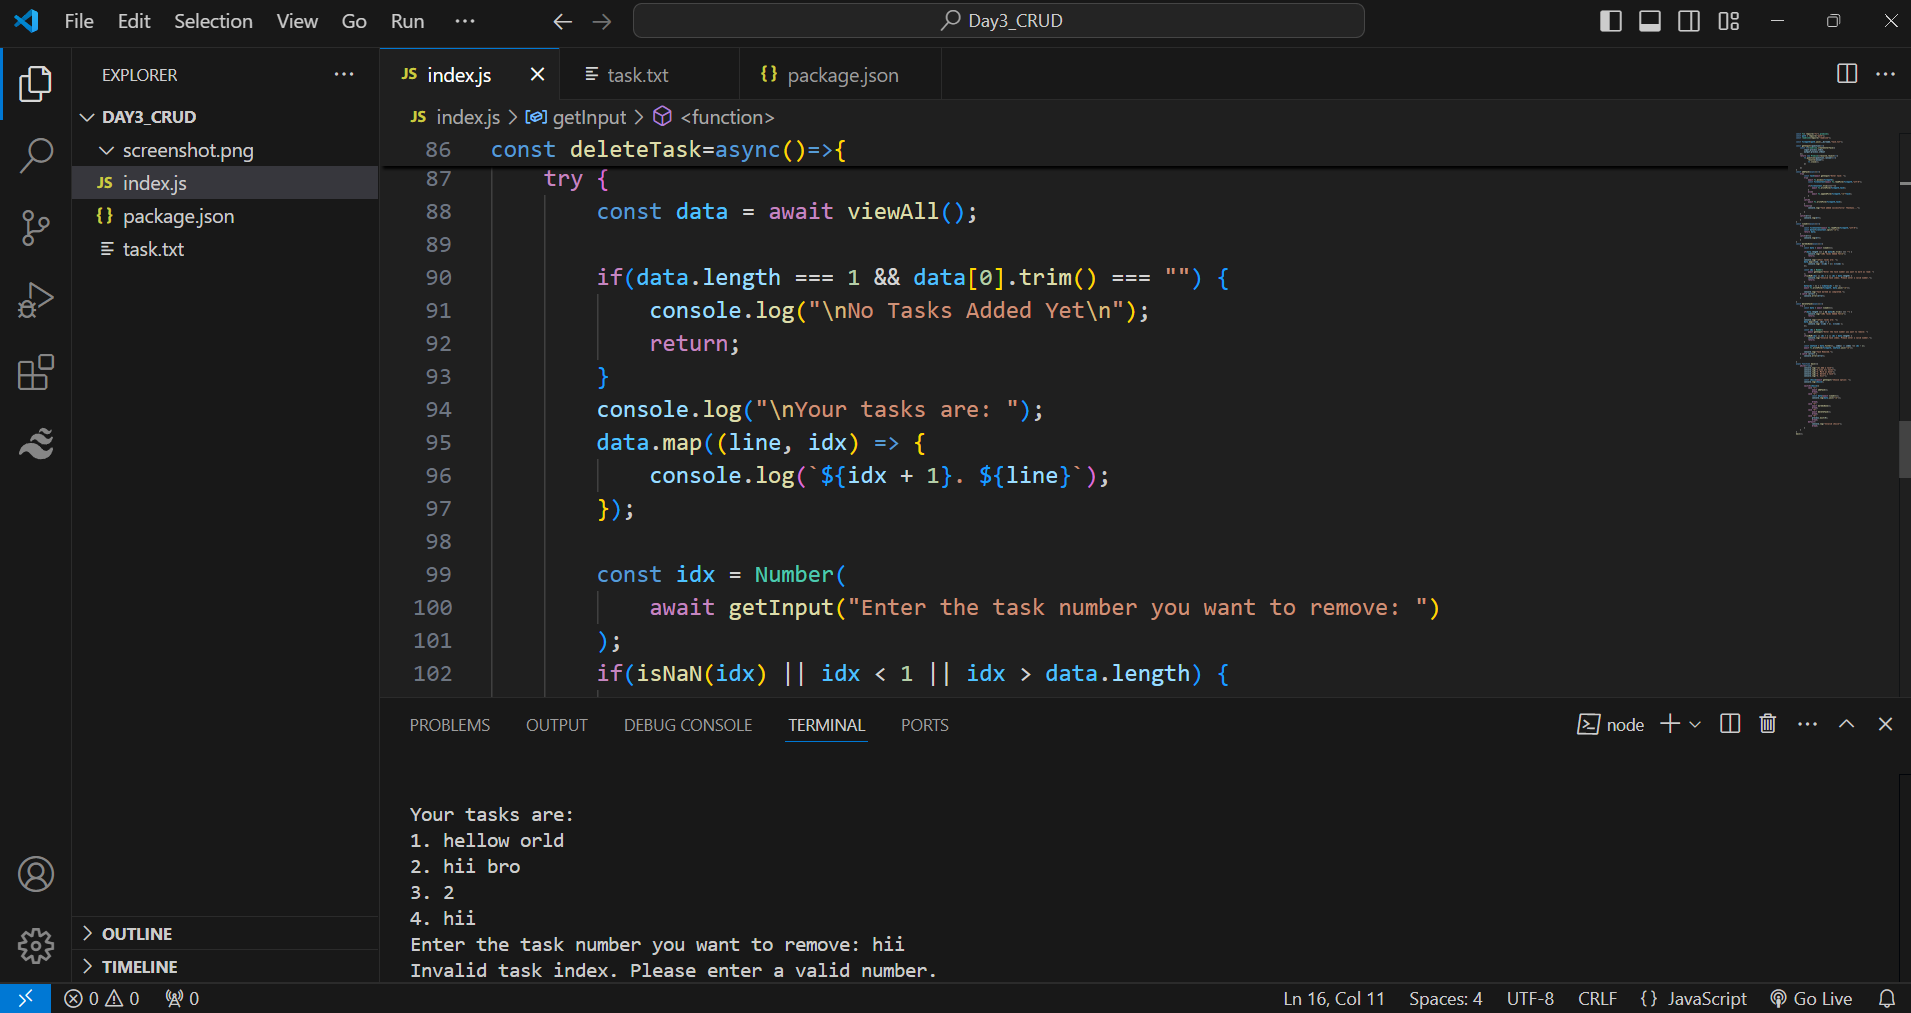 File Edit Selection View Go Run ··· Day3_CRUD
EXPLORER ···
DAY3_CRUD
screenshot.png
JS index.js
{} package.json
task.txt
OUTLINE
TIMELINE
JS index.js task.txt {} package.json
JS index.js > getInput > <function>
86 const deleteTask=async()=>{
87 try {
88 const data = await viewAll();
89
90 if(data.length === 1 && data[0].trim() === "") {
91 console.log("\nNo Tasks Added Yet\n");
92 return;
93 }
94 console.log("\nYour tasks are: ");
95 data.map((line, idx) => {
96 console.log(`${idx + 1}. ${line}`);
97 });
98
99 const idx = Number(
100 await getInput("Enter the task number you want to remove: ")
101 );
102 if(isNaN(idx) || idx < 1 || idx > data.length) {
PROBLEMS OUTPUT DEBUG CONSOLE TERMINAL PORTS node
Your tasks are:
1. hellow orld
2. hii bro
3. 2
4. hii
Enter the task number you want to remove: hii
Invalid task index. Please enter a valid number.
0 0 0 Ln 16, Col 11 Spaces: 4 UTF-8 CRLF {} JavaScript Go Live